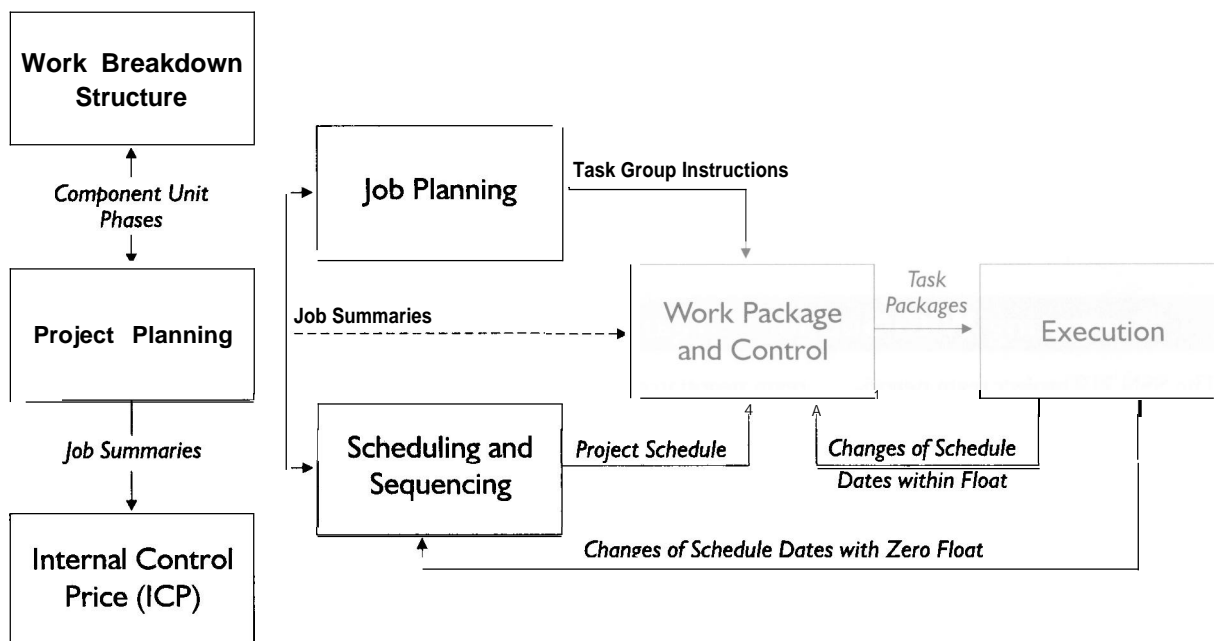 Work Breakdown
Structure
Component Unit
Phases
Project Planning
Job Summaries
Internal Control
Price (ICP)
Job Planning
Task Group Instructions
Job Summaries
Scheduling and
Sequencing
Project Schedule
Work Package
and Control
Task
Packages
Execution
4 A 1
Changes of Schedule
Dates within Float
Changes of Schedule Dates with Zero Float